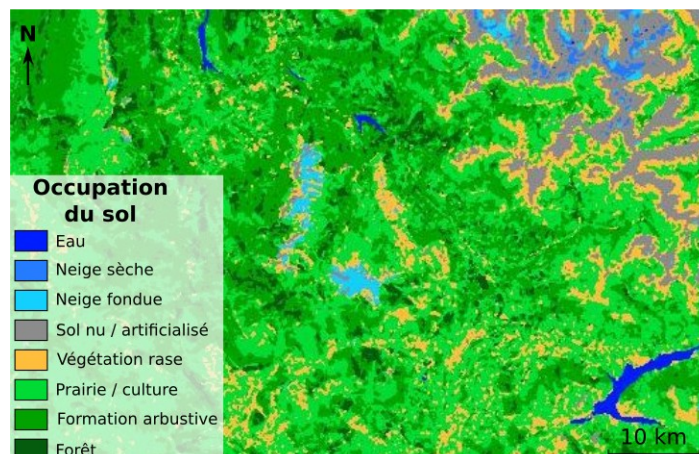 N
Occupation
du sol
Eau
Neige sèche
Neige fondue
Sol nu / artificialisé
Végétation rase
Prairie / culture
Formation arbustive
Forêt
10 km